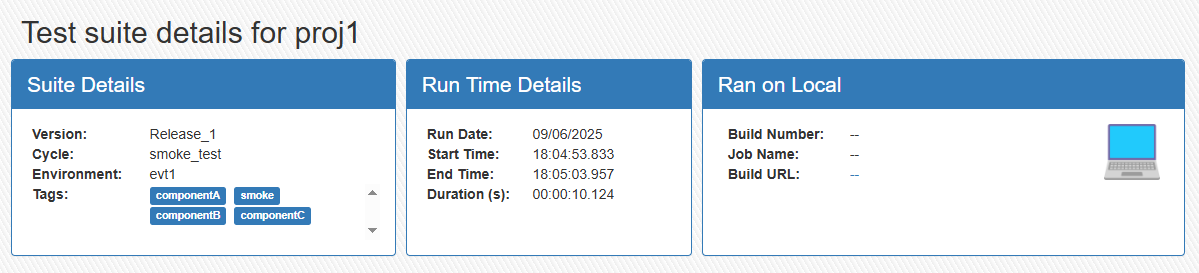 Test suite details for proj1
Suite Details
Version: Release_1
Cycle: smoke_test
Environment: evt1
Tags: componentA smoke
componentB componentC
Run Time Details
Run Date: 09/06/2025
Start Time: 18:04:53.833
End Time: 18:05:03.957
Duration (s): 00:00:10.124
Ran on Local
Build Number: --
Job Name: --
Build URL: --